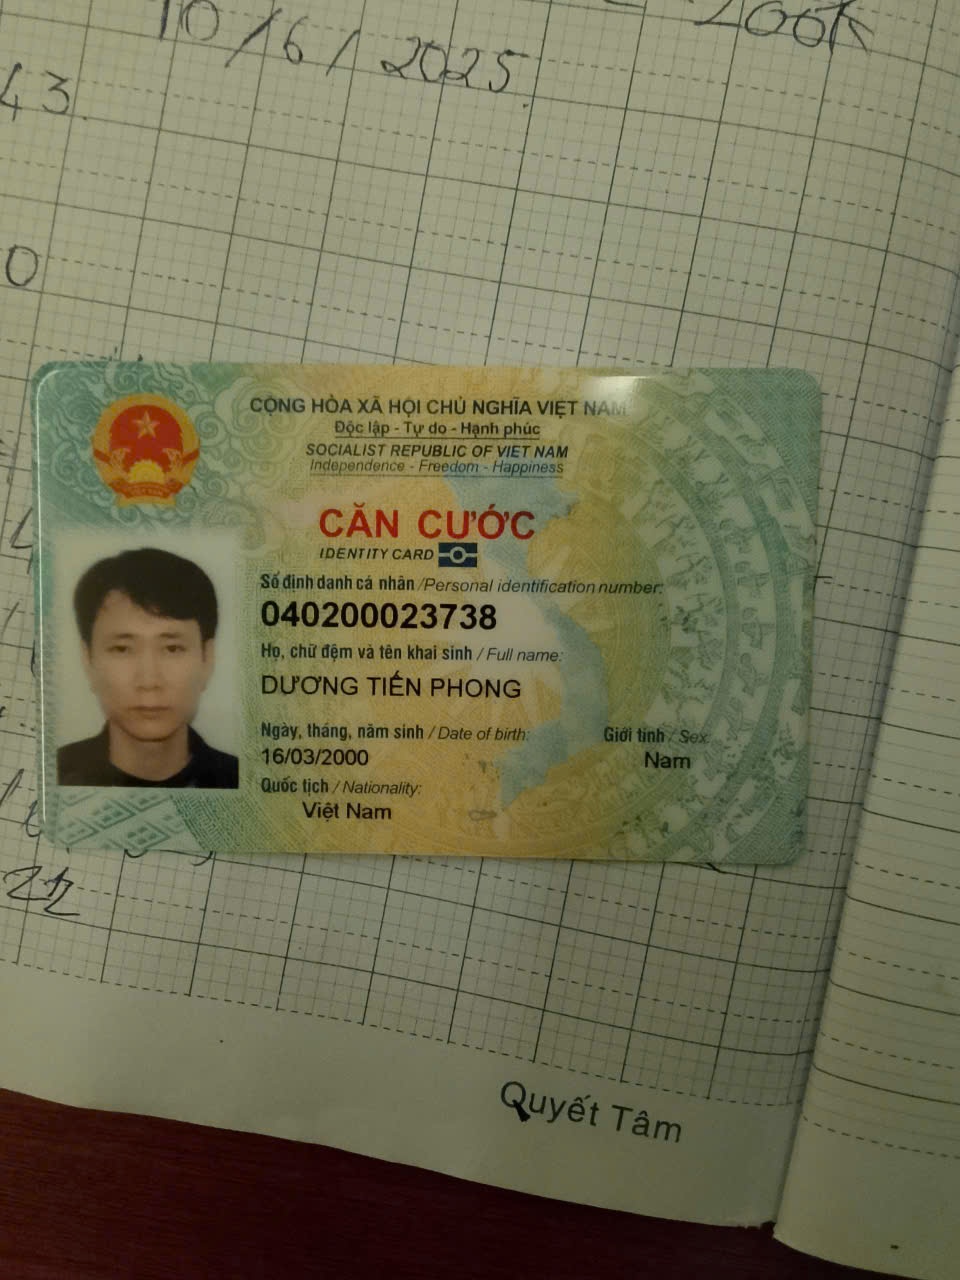 200k
10/6/2025.
43
0
CỘNG HÒA XÃ HỘI CHỦ NGHĨA VIỆT NAM
Độc lập - Tự do - Hạnh phúc
SOCIALIST REPUBLIC OF VIET NAM
Independence - Freedom - Happiness
CĂN CƯỚC
IDENTITY CARD
Số định danh cá nhân /Personal identification number:
040200023738
Họ, chữ đệm và tên khai sinh / Full name:
DƯƠNG TIẾN PHONG
Ngày, tháng, năm sinh / Date of birth:
Giới tính / Sex:
16/03/2000
Nam
Quốc tịch / Nationality:
Việt Nam
22
Quyết Tâm